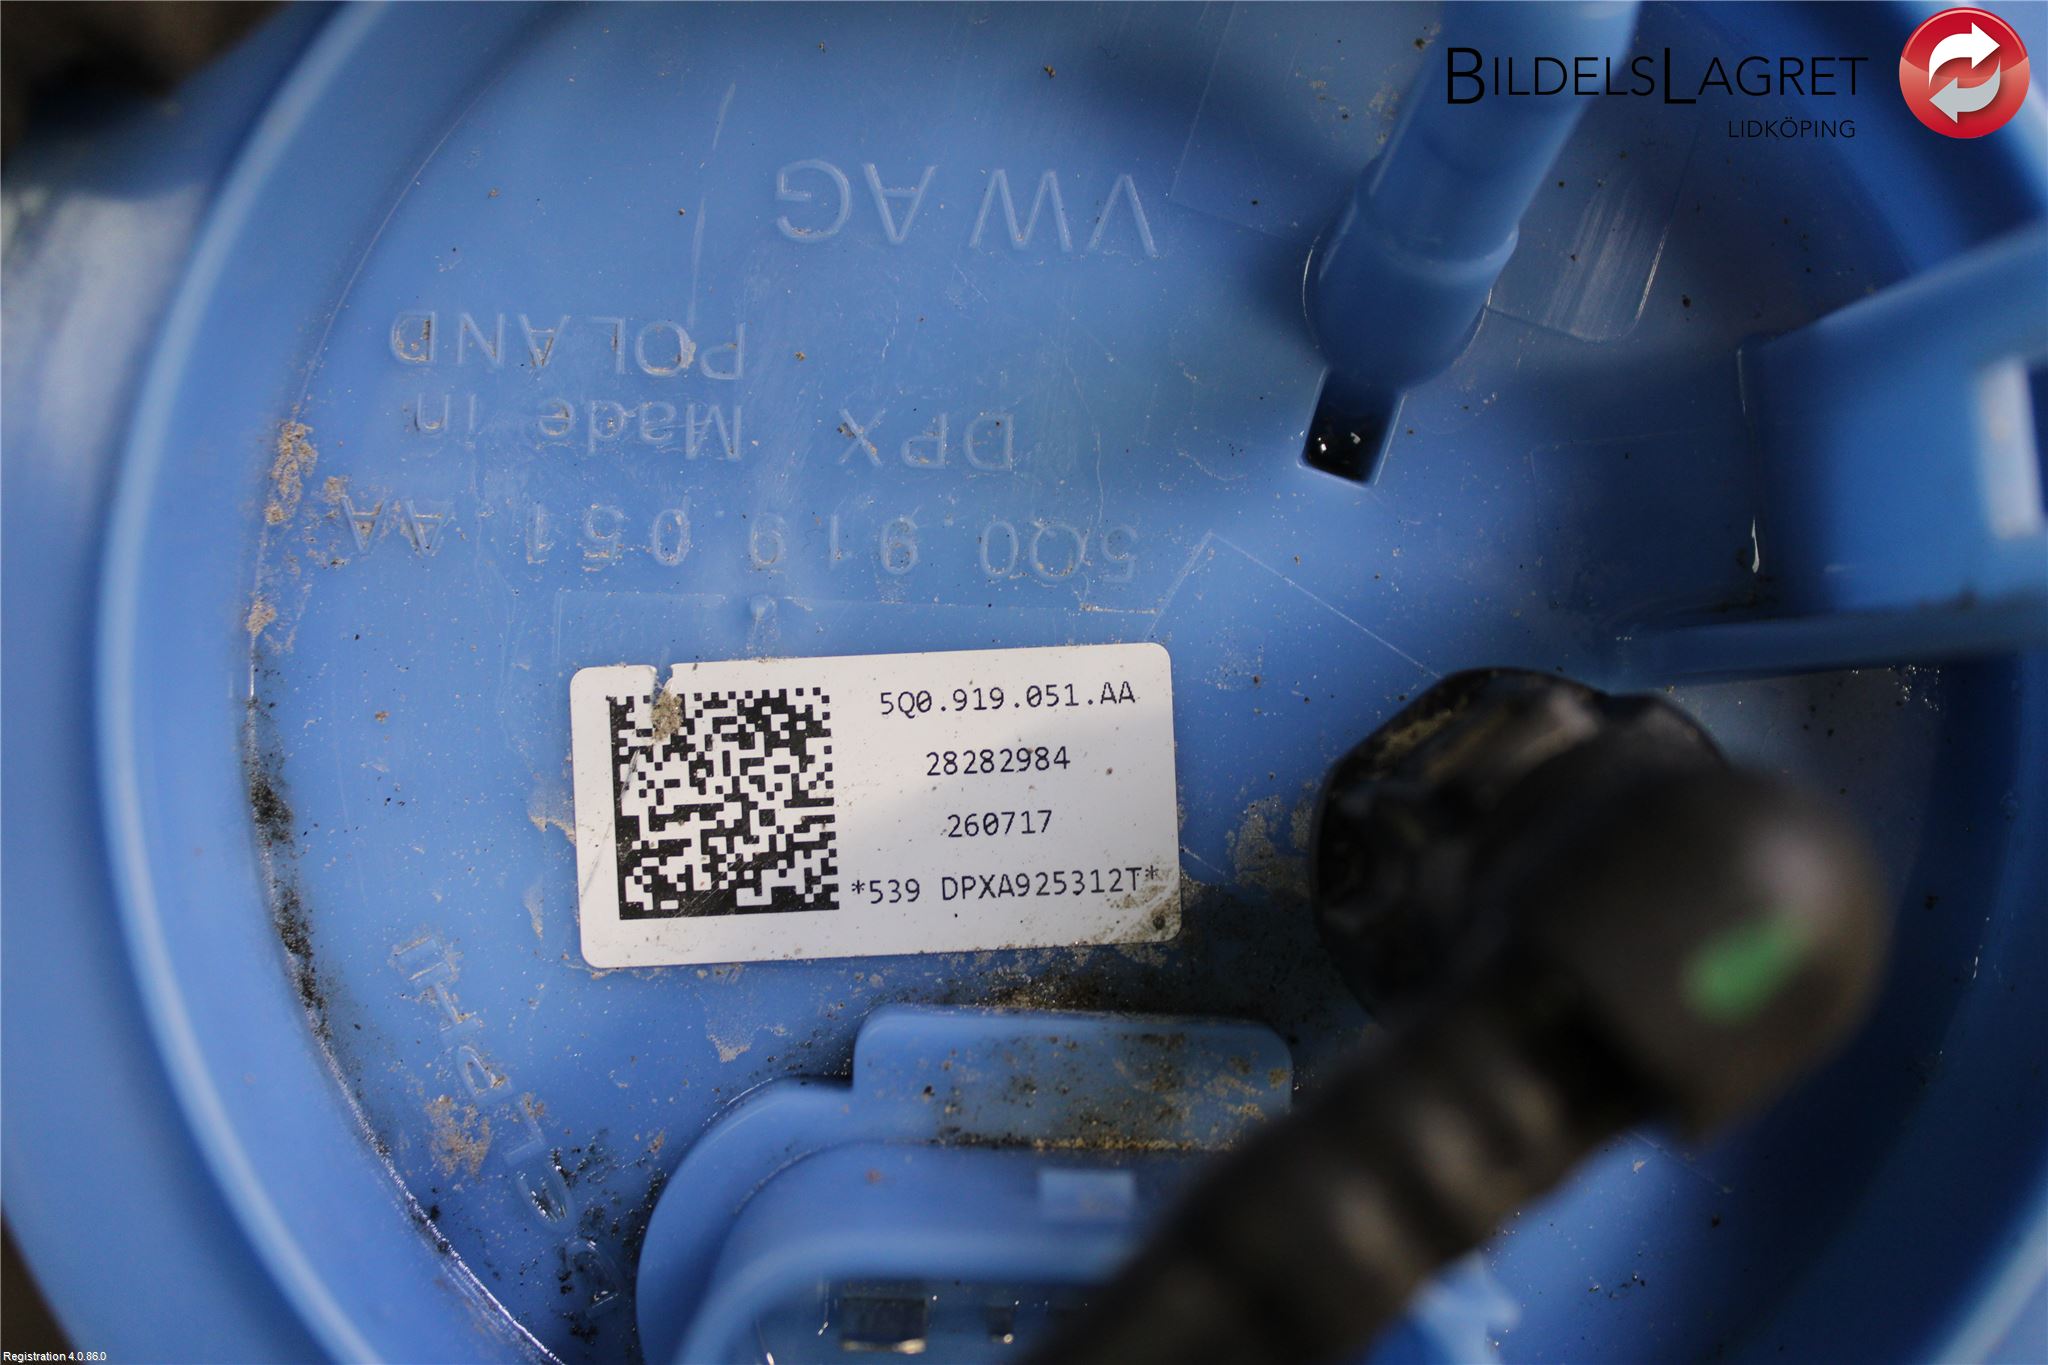 BILDELSLAGRET
LIDKÖPING
VW AG
Made in
POLAND
DPX
5Q0 919 051 AA
5Q0.919.051.AA
28282984
260717
*539 DPXA925312T*
Registration 4.0.86.0